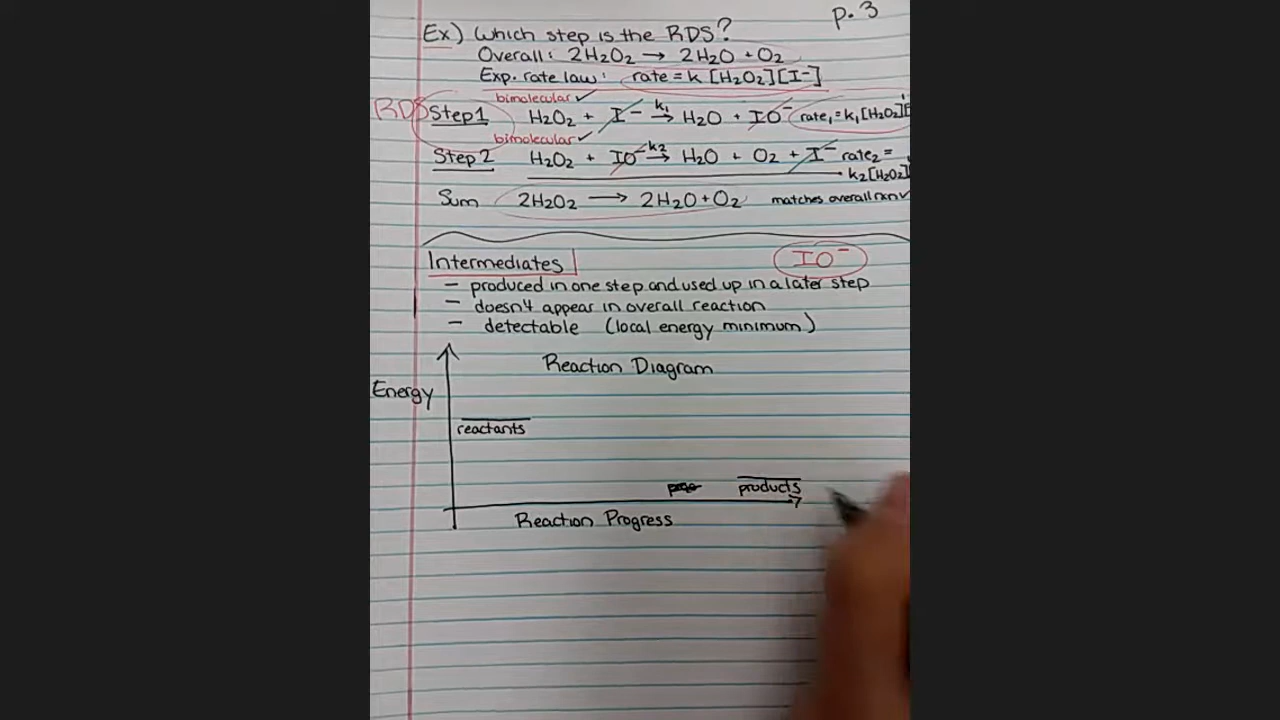 p. 3
Ex) Which step is the RDS?
Overall: 2H₂O₂ → 2H₂O + O₂
Exp. rate law: rate = k [H₂O₂][I⁻]
bimolecular ✓
RDS Step 1 H₂O₂ + I⁻ k₁→ H₂O + IO⁻ rate₁ = k₁[H₂O₂][
bimolecular ✓
Step 2 H₂O₂ + IO⁻ k₂→ H₂O + O₂ + I⁻ rate₂ =
k₂[H₂O₂]
Sum 2H₂O₂ → 2H₂O + O₂ matches overall rxn ✓
Intermediates IO⁻
– produced in one step and used up in a later step
– doesn't appear in overall reaction
– detectable (local energy minimum)
Reaction Diagram
Energy
reactants
products
Reaction Progress